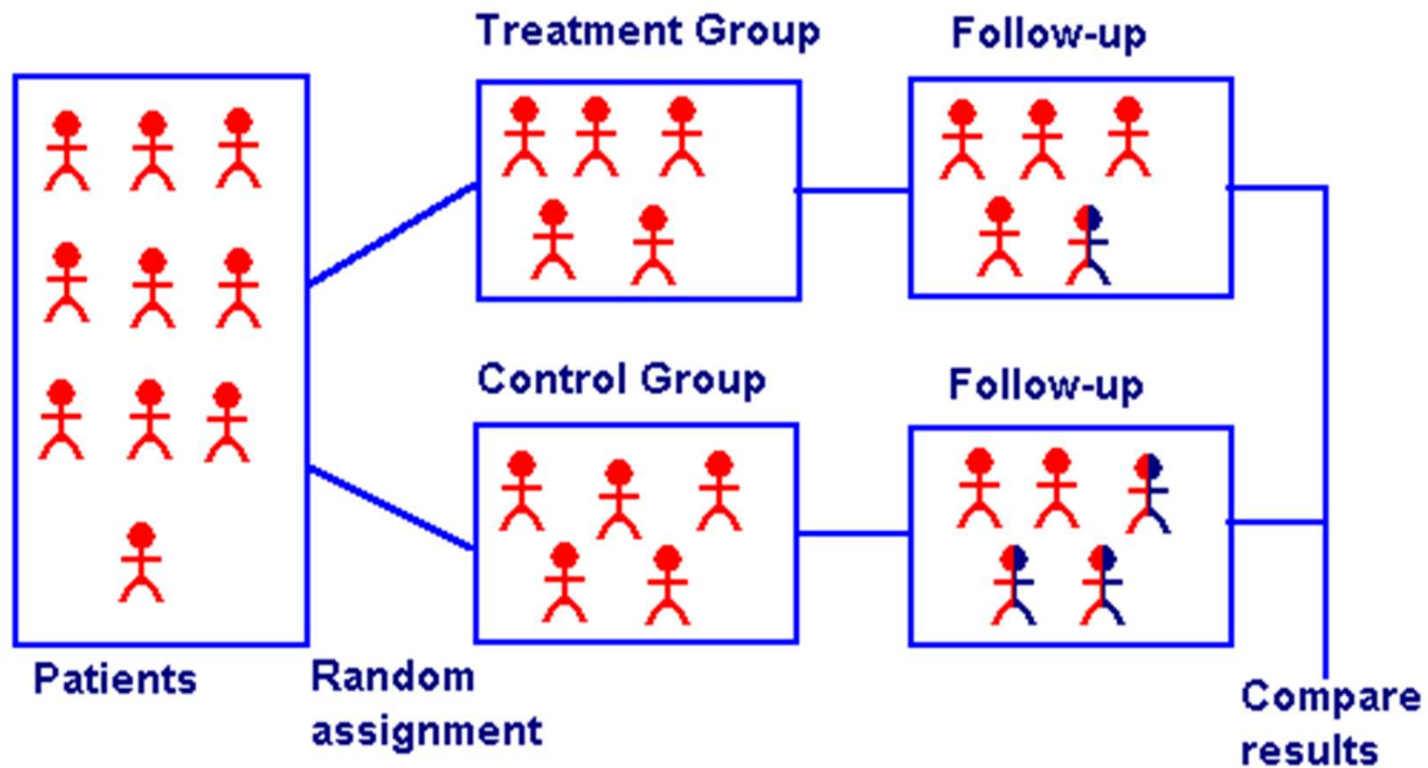 Treatment Group
Follow-up
Control Group
Follow-up
Patients
Random
assignment
Compare
results